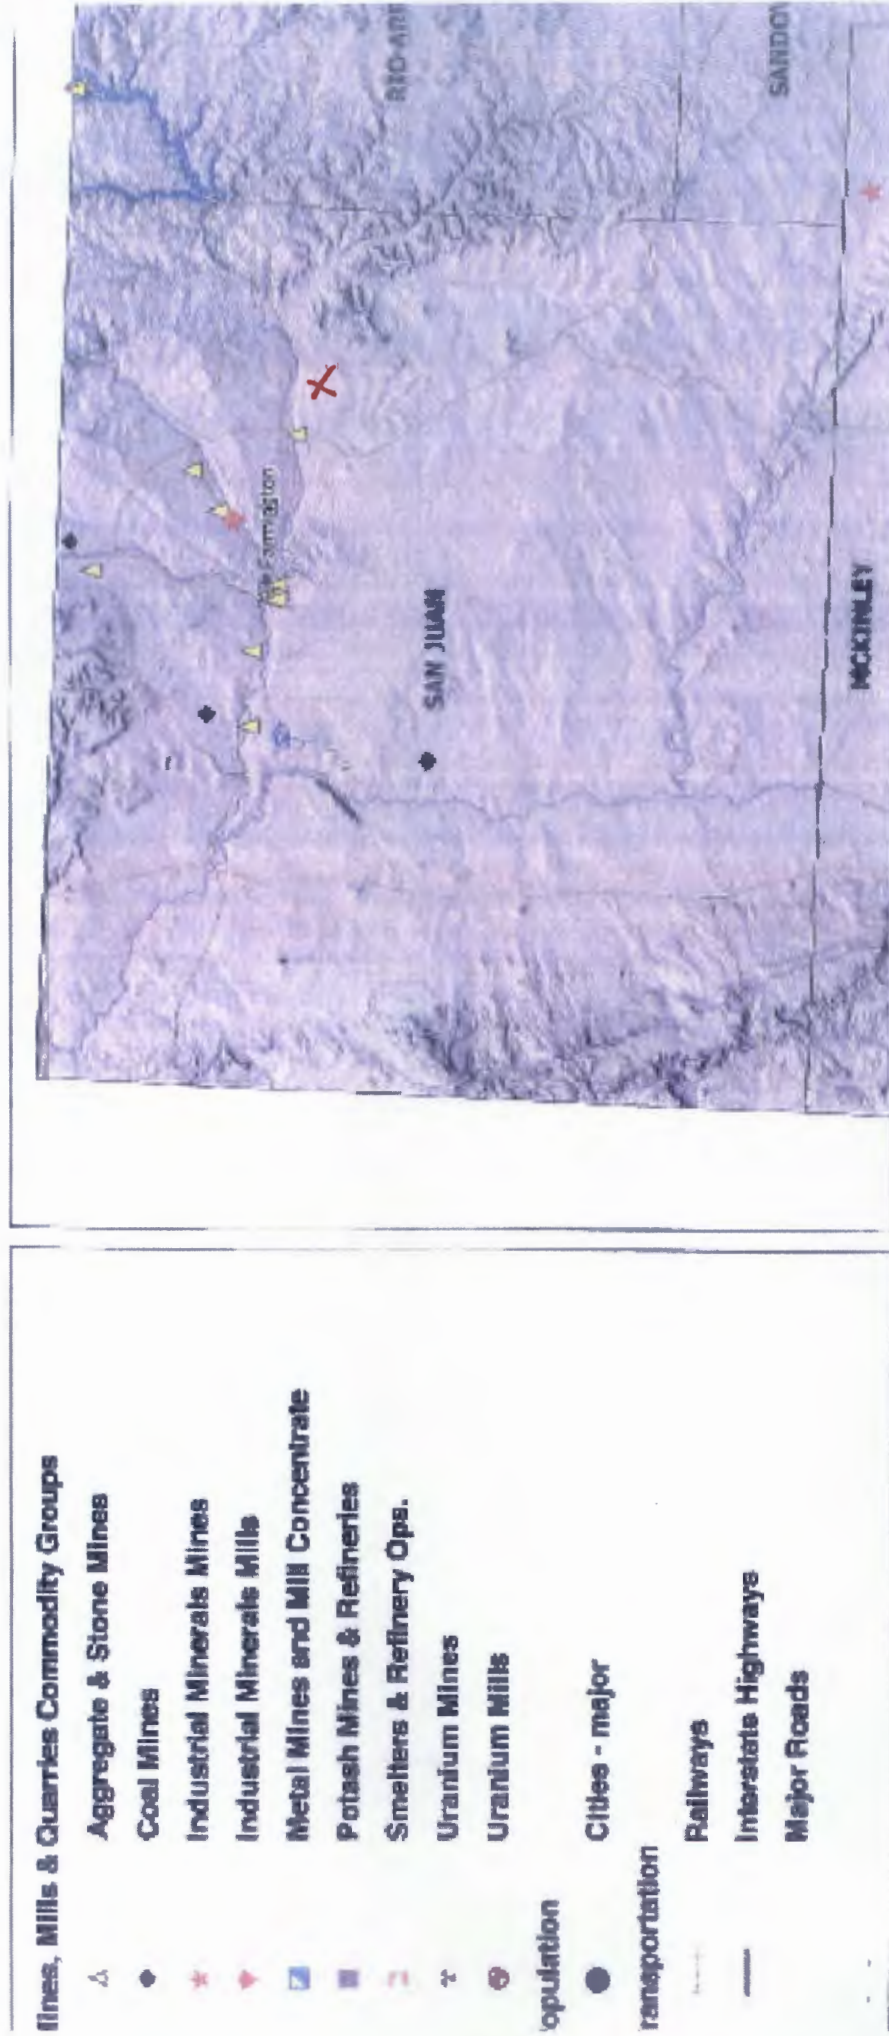 Mines, Mills & Quarries Commodity Groups
Aggregate & Stone Mines
Coal Mines
Industrial Minerals Mines
Industrial Minerals Mills
Metal Mines and Mill Concentrate
Potash Mines & Refineries
Smelters & Refinery Ops.
Uranium Mines
Uranium Mills
opulation
Cities - major
ransportation
Railways
Interstate Highways
Major Roads
Farmington
SAN JUAN
MCKINLEY
RIO ARR
SANDOV